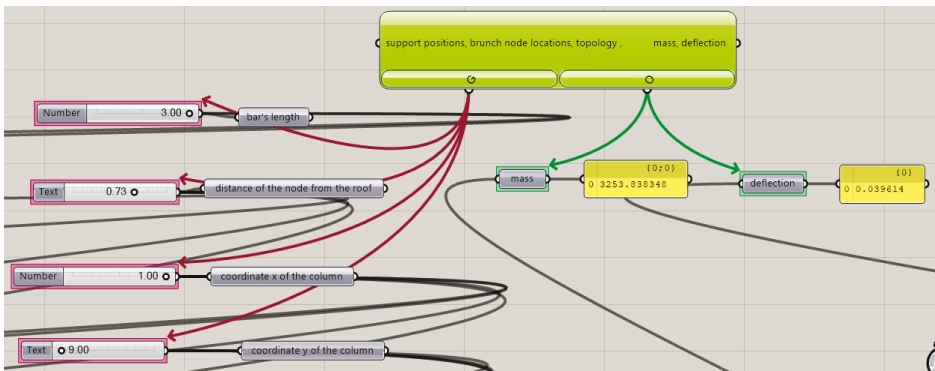 support positions, brunch node locations, topology , mass, deflection
G O
Number 3.00 bar's length
Text 0.73 distance of the node from the roof
mass {0;0}
0 3253.838348
deflection {0}
0 0.039614
Number 1.00 coordinate x of the column
Text 9.00 coordinate y of the column